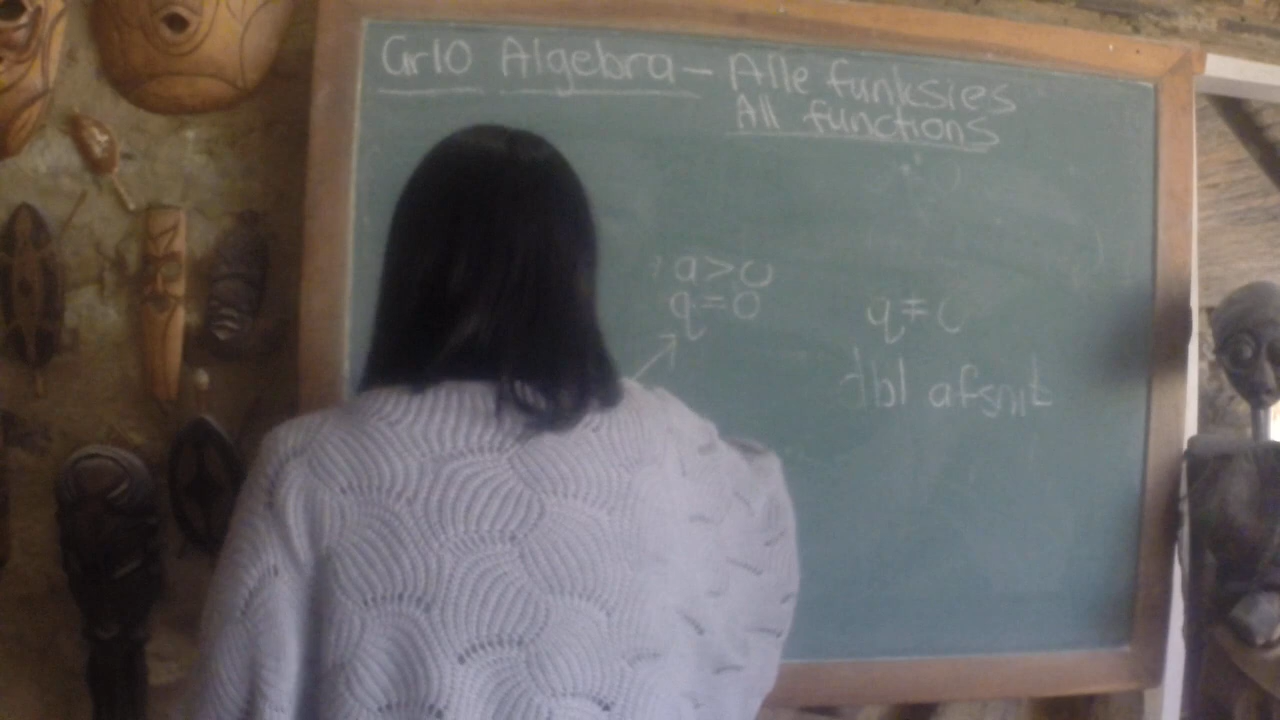 Gr10 Algebra - Alle funksies
All functions
a>0
q=0
q≠0
dbl afsnit